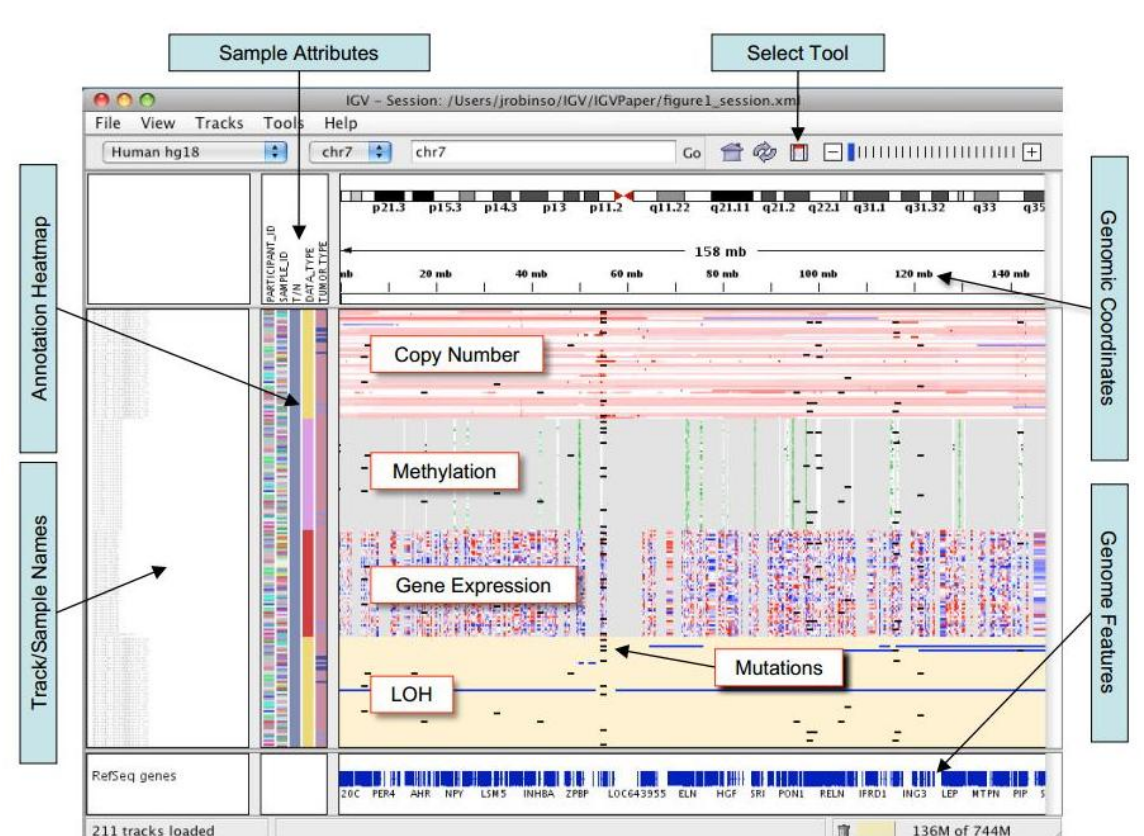 Sample Attributes
Select Tool
IGV – Session: /Users/jrobinso/IGV/IGVPaper/figure1_session.xml
File View Tracks Tools Help
Human hg18 chr7 chr7 Go
PARTICIPANT_ID
SAMPLE_ID
T/N
DATA_TYPE
TUMOR TYPE
p21.3 p15.3 p14.3 p13 p11.2 q11.22 q21.11 q21.2 q22.1 q31.1 q31.32 q33 q35
158 mb
mb 20 mb 40 mb 60 mb 80 mb 100 mb 120 mb 140 mb
Annotation Heatmap
Track/Sample Names
Genomic Coordinates
Genome Features
Copy Number
Methylation
Gene Expression
Mutations
LOH
RefSeq genes
20C PER4 AHR NPY LSM5 INHBA ZPBP LOC643955 ELN HGF SRI PON1 RELN IFRD1 ING3 LEP MTPN PIP S
211 tracks loaded
136M of 744M